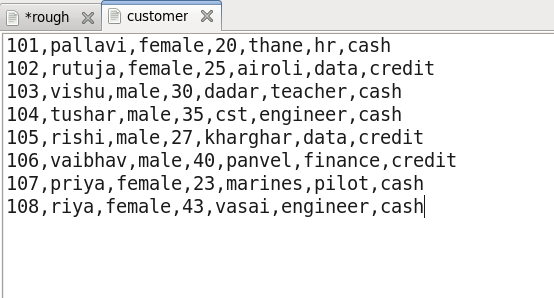 *rough customer
101,pallavi,female,20,thane,hr,cash
102,rutuja,female,25,airoli,data,credit
103,vishu,male,30,dadar,teacher,cash
104,tushar,male,35,cst,engineer,cash
105,rishi,male,27,kharghar,data,credit
106,vaibhav,male,40,panvel,finance,credit
107,priya,female,23,marines,pilot,cash
108,riya,female,43,vasai,engineer,cash